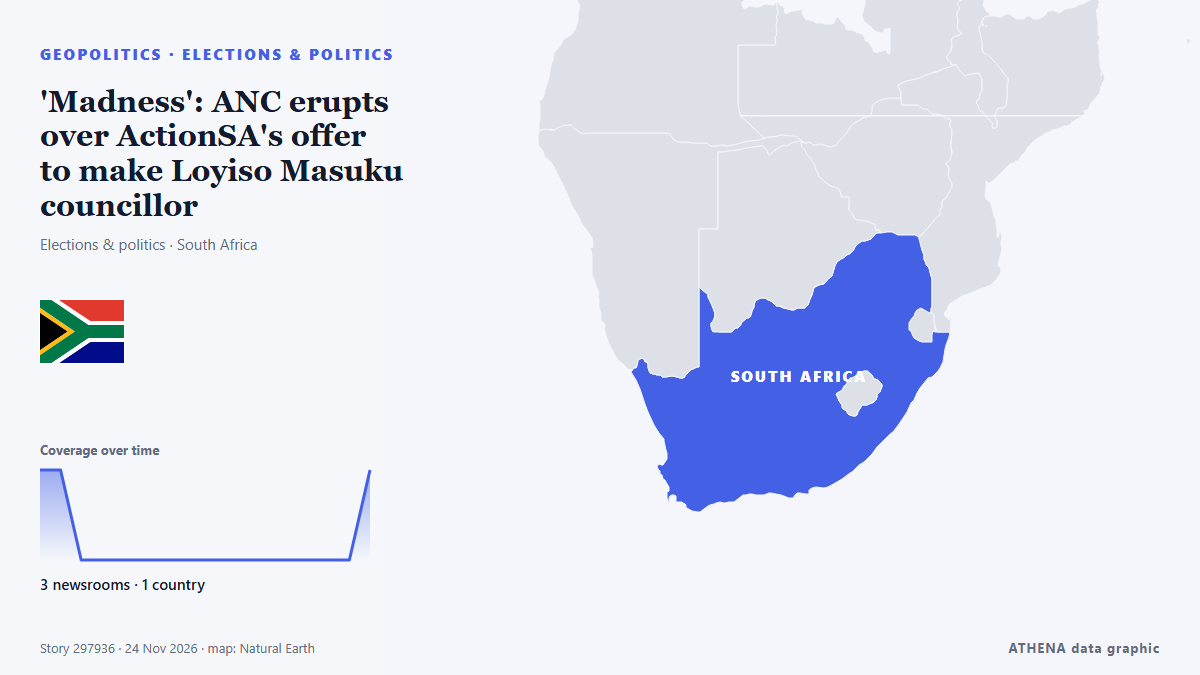 GEOPOLITICS · ELECTIONS & POLITICS
'Madness': ANC erupts
over ActionSA's offer
to make Loyiso Masuku
councillor
Elections & politics · South Africa
SOUTH AFRICA
Coverage over time
3 newsrooms · 1 country
Story 297936 · 24 Nov 2026 · map: Natural Earth
ATHENA data graphic